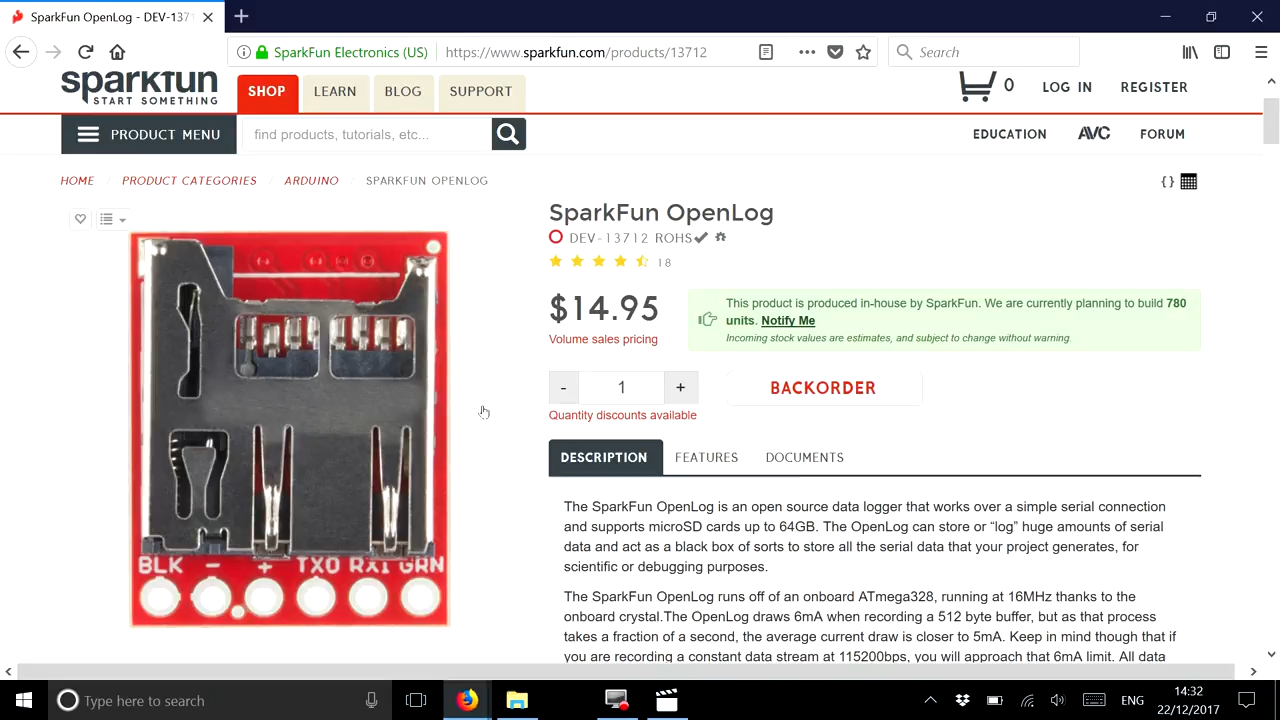 SparkFun OpenLog - DEV-1371
SparkFun Electronics (US)
https://www.sparkfun.com/products/13712
Search
sparkfun
START SOMETHING
SHOP
LEARN
BLOG
SUPPORT
0
LOG IN
REGISTER
PRODUCT MENU
find products, tutorials, etc...
EDUCATION
AVC
FORUM
HOME / PRODUCT CATEGORIES / ARDUINO / SPARKFUN OPENLOG
{ }
SparkFun OpenLog
DEV-13712 ROHS
18
$14.95
Volume sales pricing
This product is produced in-house by SparkFun. We are currently planning to build 780
units. Notify Me
Incoming stock values are estimates, and subject to change without warning.
- 1 +
BACKORDER
Quantity discounts available
DESCRIPTION
FEATURES
DOCUMENTS
The SparkFun OpenLog is an open source data logger that works over a simple serial connection
and supports microSD cards up to 64GB. The OpenLog can store or “log” huge amounts of serial
data and act as a black box of sorts to store all the serial data that your project generates, for
scientific or debugging purposes.
The SparkFun OpenLog runs off of an onboard ATmega328, running at 16MHz thanks to the
onboard crystal.The OpenLog draws 6mA when recording a 512 byte buffer, but as that process
takes a fraction of a second, the average current draw is closer to 5mA. Keep in mind though that if
you are recording a constant data stream at 115200bps, you will approach that 6mA limit. All data
BLK - + TXO RXI GRN
Type here to search
ENG
14:32
22/12/2017